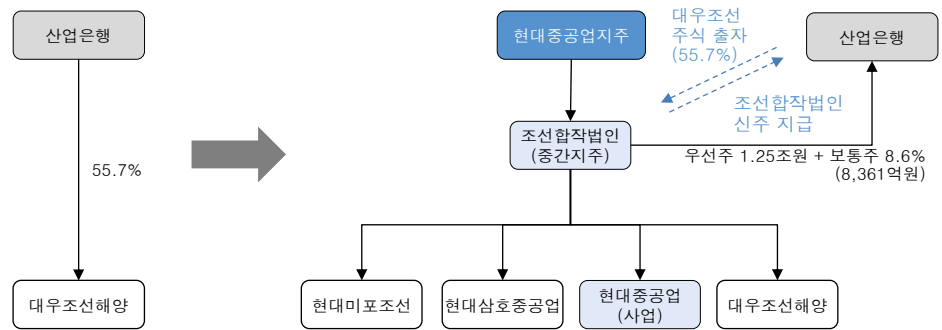 산업은행
55.7%
대우조선해양
현대중공업지주
대우조선
주식 출자
(55.7%)
산업은행
조선합작법인
신주 지급
조선합작법인
(중간지주)
우선주 1.25조원 + 보통주 8.6%
(8,361억원)
현대미포조선
현대삼호중공업
현대중공업
(사업)
대우조선해양